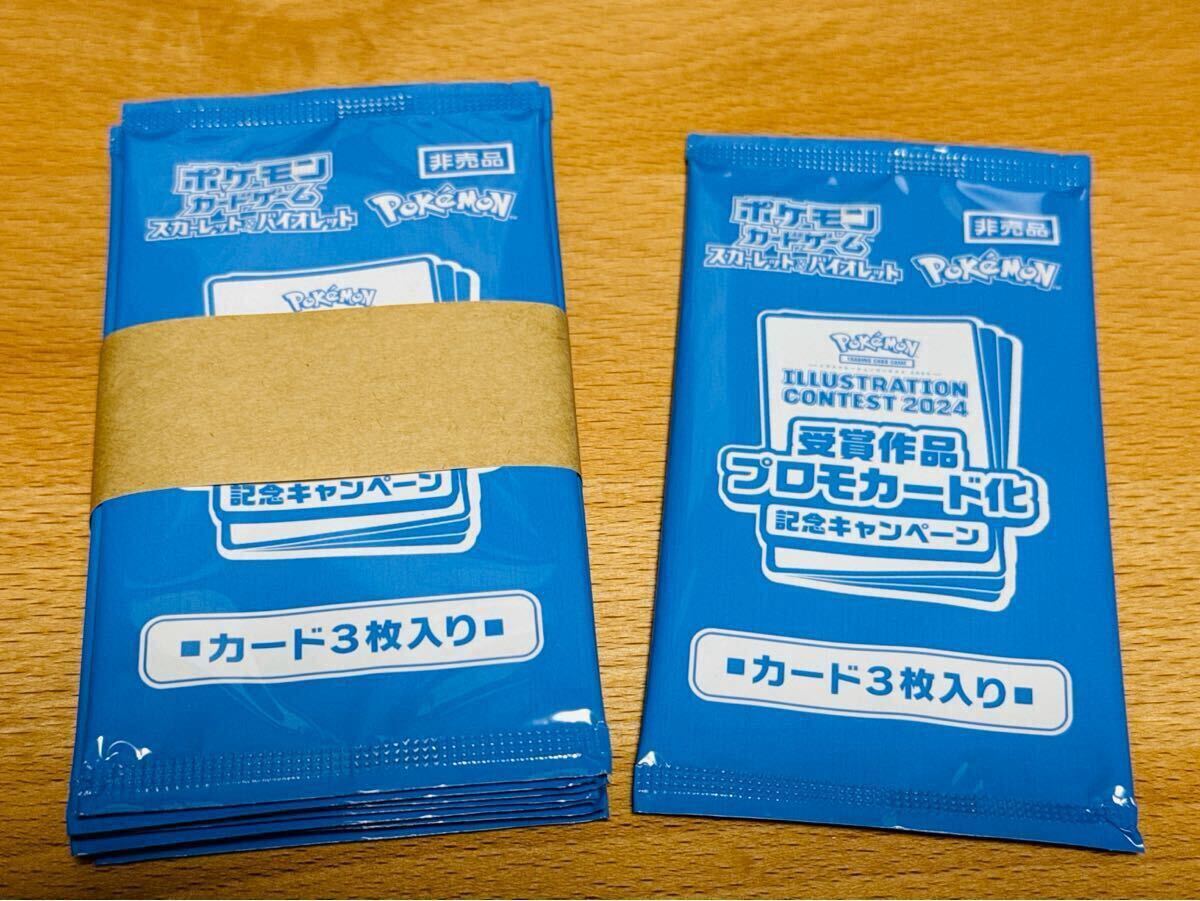 ポケモン
カードゲーム
スカーレット&バイオレット
非売品
POKéMON™
POKéMON
記念キャンペーン
■カード3枚入り■
ポケモン
カードゲーム
スカーレット&バイオレット
非売品
POKéMON™
POKéMON
TRADING CARD GAME
ILLUSTRATION
CONTEST 2024
受賞作品
プロモカード化
記念キャンペーン
■カード3枚入り■